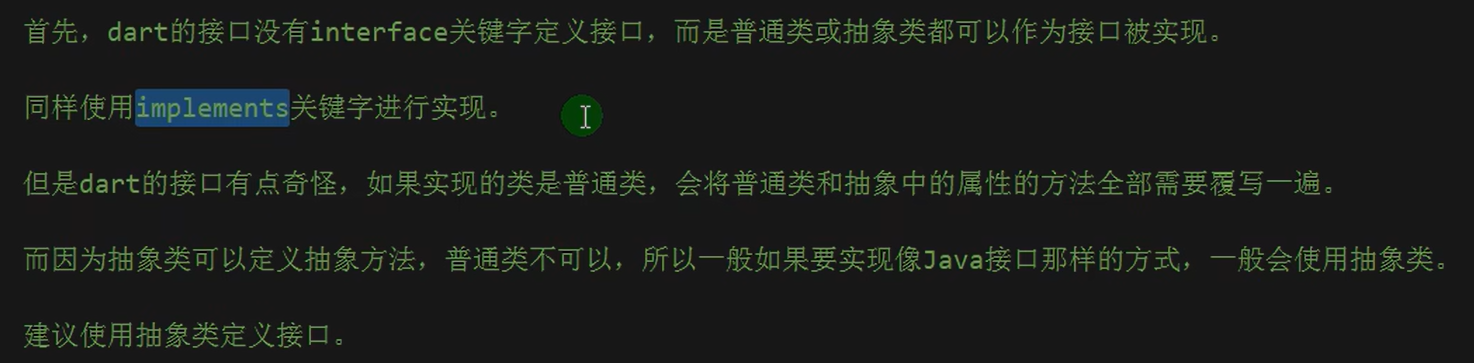 首先，dart的接口没有interface关键字定义接口，而是普通类或抽象类都可以作为接口被实现。
同样使用implements关键字进行实现。
但是dart的接口有点奇怪，如果实现的类是普通类，会将普通类和抽象中的属性的方法全部需要覆写一遍。
而因为抽象类可以定义抽象方法，普通类不可以，所以一般如果要实现像Java接口那样的方式，一般会使用抽象类。
建议使用抽象类定义接口。